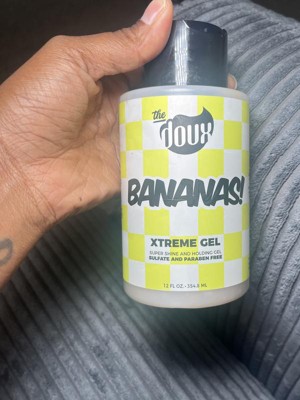 the
doux
BANANAS!
XTREME GEL
SUPER SHINE AND HOLDING GEL
SULFATE AND PARABEN FREE
12 FL OZ. - 354.8 ML